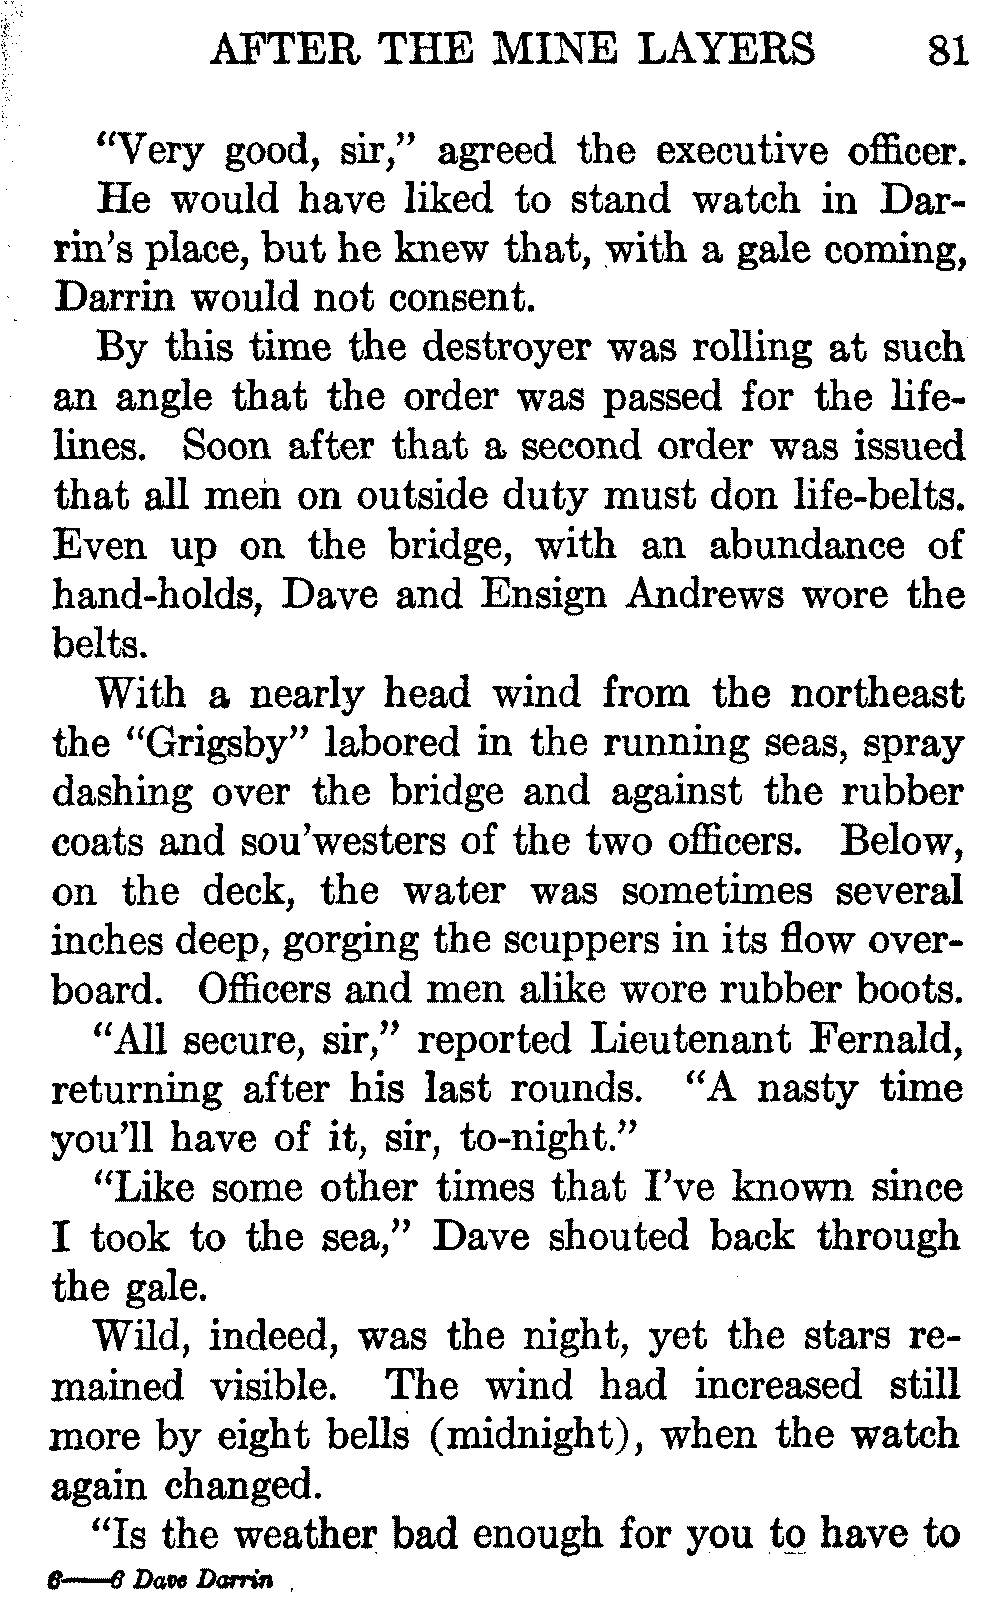 AFTER THE MINE LAYERS 81
"Very good, sir," agreed the executive officer.
He would have liked to stand watch in Dar-
rin's place, but he knew that, with a gale coming,
Darrin would not consent.
By this time the destroyer was rolling at such
an angle that the order was passed for the life-
lines. Soon after that a second order was issued
that all men on outside duty must don life-belts.
Even up on the bridge, with an abundance of
hand-holds, Dave and Ensign Andrews wore the
belts.
With a nearly head wind from the northeast
the "Grigsby" labored in the running seas, spray
dashing over the bridge and against the rubber
coats and sou'westers of the two officers. Below,
on the deck, the water was sometimes several
inches deep, gorging the scuppers in its flow over-
board. Officers and men alike wore rubber boots.
"All secure, sir," reported Lieutenant Fernald,
returning after his last rounds. "A nasty time
you'll have of it, sir, to-night."
"Like some other times that I've known since
I took to the sea," Dave shouted back through
the gale.
Wild, indeed, was the night, yet the stars re-
mained visible. The wind had increased still
more by eight bells (midnight), when the watch
again changed.
"Is the weather bad enough for you to have to
6——6 Dave Darrin